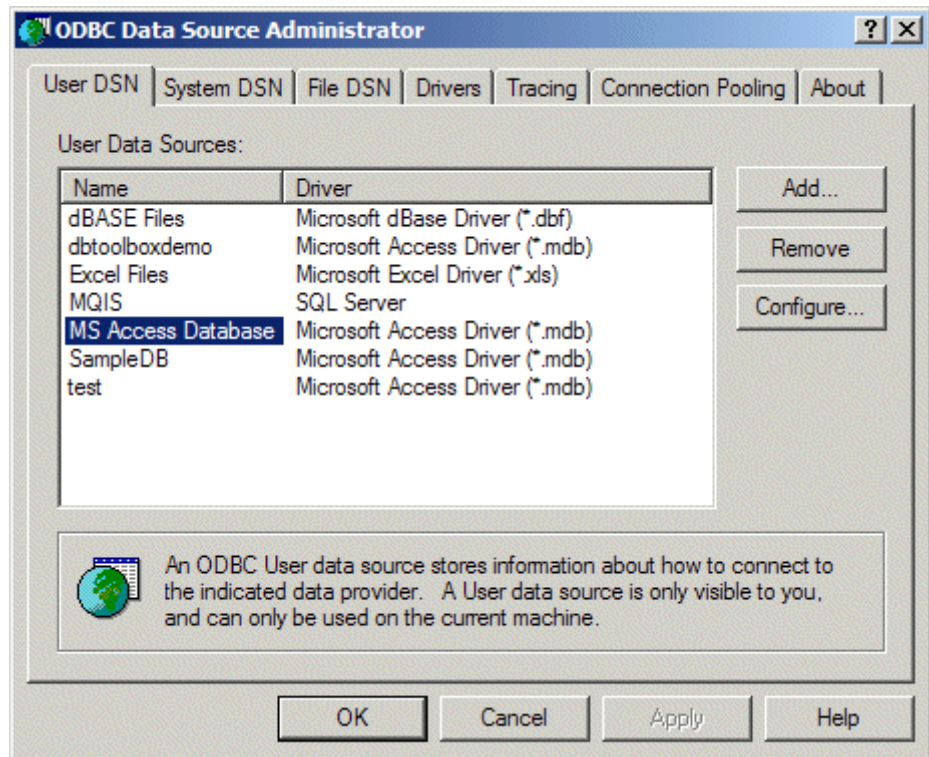 ODBC Data Source Administrator
User DSN System DSN File DSN Drivers Tracing Connection Pooling About
User Data Sources:
Name Driver
dBASE Files Microsoft dBase Driver (*.dbf)
dbtoolboxdemo Microsoft Access Driver (*.mdb)
Excel Files Microsoft Excel Driver (*.xls)
MQIS SQL Server
MS Access Database Microsoft Access Driver (*.mdb)
SampleDB Microsoft Access Driver (*.mdb)
test Microsoft Access Driver (*.mdb)
Add...
Remove
Configure...
An ODBC User data source stores information about how to connect to
the indicated data provider. A User data source is only visible to you,
and can only be used on the current machine.
OK Cancel Apply Help